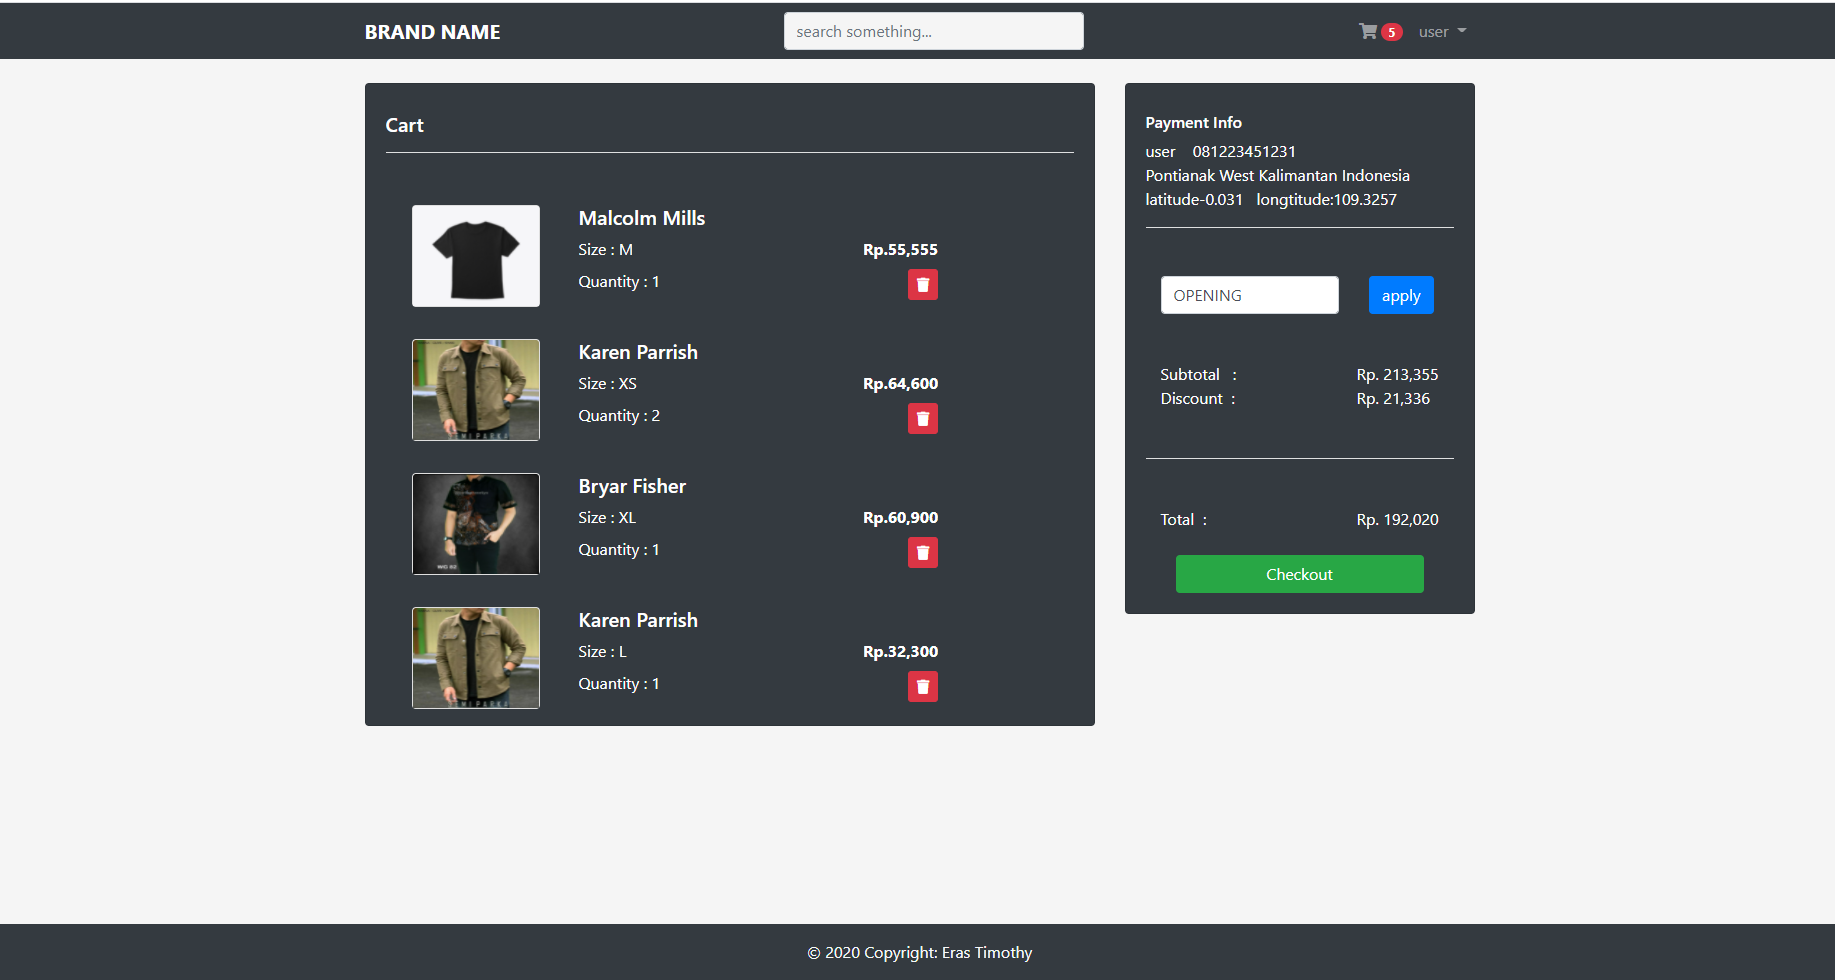 BRAND NAME
search something...
5
user
Cart
Malcolm Mills
Size : M
Rp.55,555
Quantity : 1
Karen Parrish
Size : XS
Rp.64,600
Quantity : 2
Bryar Fisher
Size : XL
Rp.60,900
Quantity : 1
Karen Parrish
Size : L
Rp.32,300
Quantity : 1
Payment Info
user 081223451231
Pontianak West Kalimantan Indonesia
latitude-0.031 longtitude:109.3257
OPENING
apply
Subtotal : Rp. 213,355
Discount : Rp. 21,336
Total : Rp. 192,020
Checkout
© 2020 Copyright: Eras Timothy